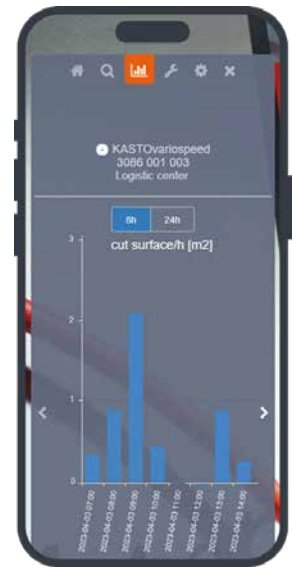 KASTOvariospeed
3086 001 003
Logistic center
8h 24h
cut surface/h [m2]
3
2
1
0
2023-04-03 07:00
2023-04-03 08:00
2023-04-03 09:00
2023-04-03 10:00
2023-04-03 11:00
2023-04-03 12:00
2023-04-03 13:00
2023-04-03 14:00